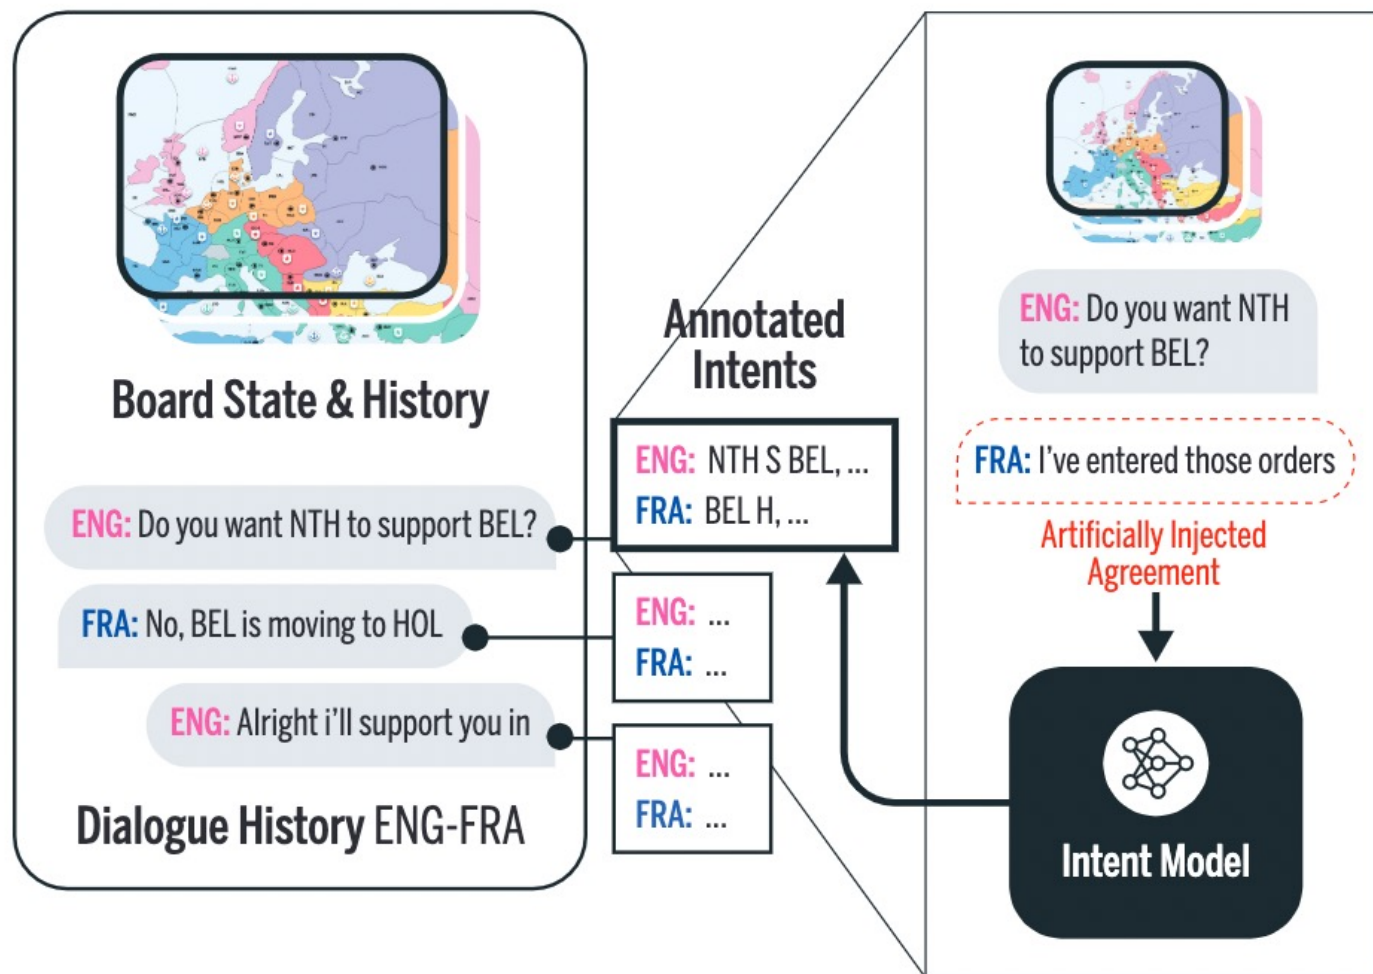 Board State & History
ENG: Do you want NTH to support BEL?
FRA: No, BEL is moving to HOL
ENG: Alright i'll support you in
Dialogue History ENG-FRA
Annotated
Intents
ENG: NTH S BEL, ...
FRA: BEL H, ...
ENG: ...
FRA: ...
ENG: ...
FRA: ...
ENG: Do you want NTH
to support BEL?
FRA: I've entered those orders
Artificially Injected
Agreement
Intent Model